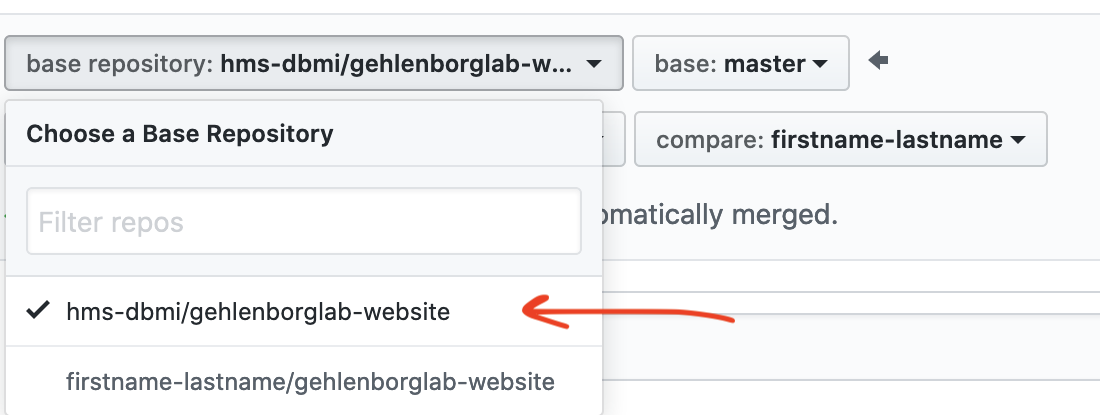 base repository: hms-dbmi/gehlenborglab-w... base: master
Choose a Base Repository
compare: firstname-lastname
Filter repos
merged.
hms-dbmi/gehlenborglab-website
firstname-lastname/gehlenborglab-website